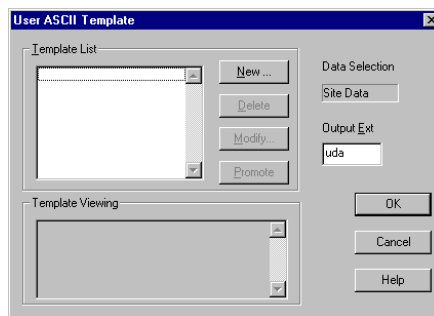 User ASCII Template
Template List
New ...
Delete
Modify...
Promote
Data Selection
Site Data
Output Ext
uda
Template Viewing
OK
Cancel
Help